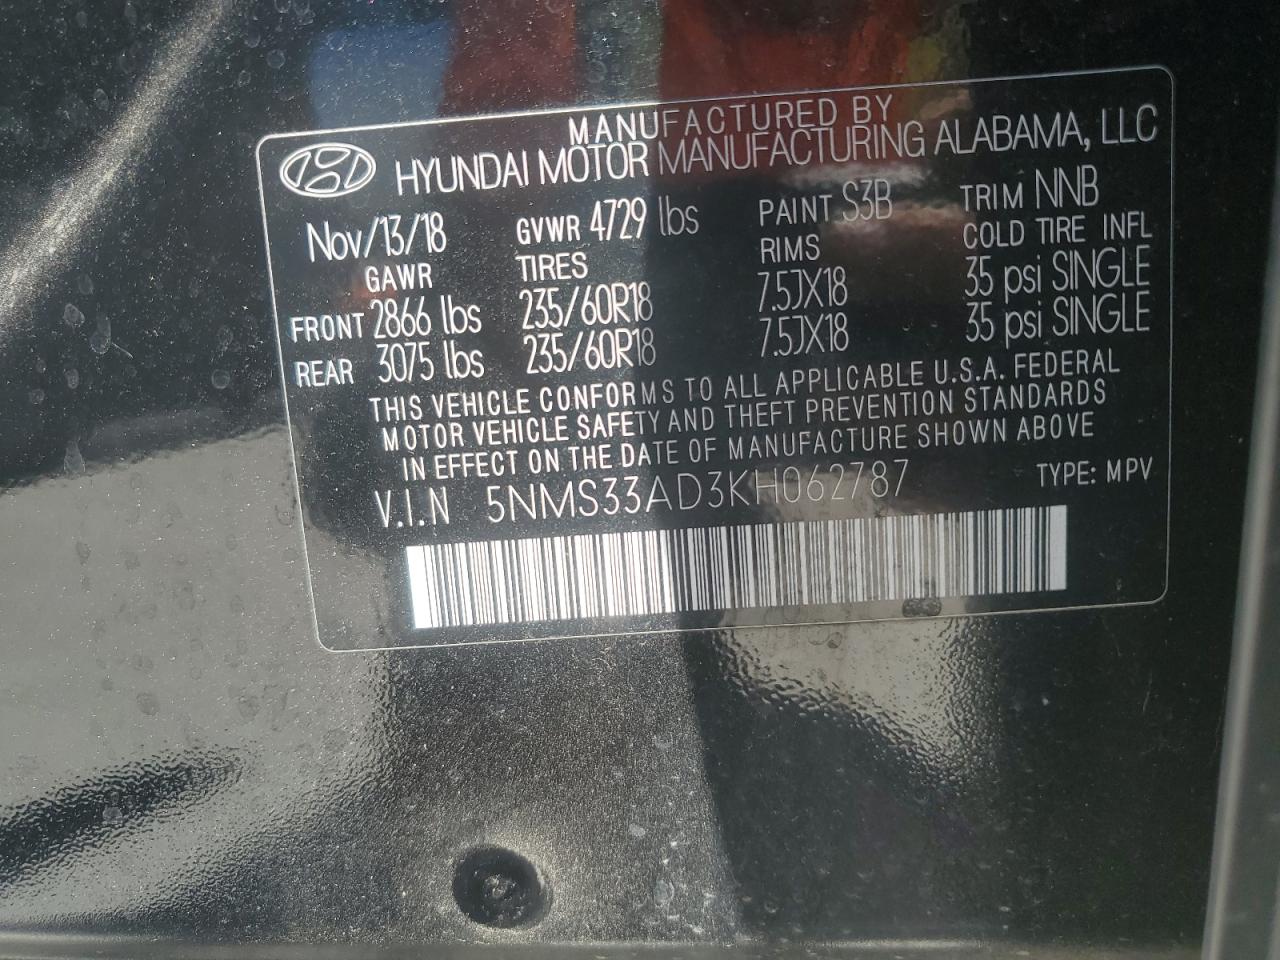 MANUFACTURED BY
HYUNDAI MOTOR MANUFACTURING ALABAMA, LLC
Nov/13/18 GVWR 4729 lbs PAINT S3B TRIM NNB
GAWR TIRES RIMS COLD TIRE INFL
FRONT 2866 lbs 235/60R18 7.5JX18 35 psi SINGLE
REAR 3075 lbs 235/60R18 7.5JX18 35 psi SINGLE
THIS VEHICLE CONFORMS TO ALL APPLICABLE U.S.A. FEDERAL
MOTOR VEHICLE SAFETY AND THEFT PREVENTION STANDARDS
IN EFFECT ON THE DATE OF MANUFACTURE SHOWN ABOVE
V.I.N 5NMS33AD3KH062787 TYPE: MPV